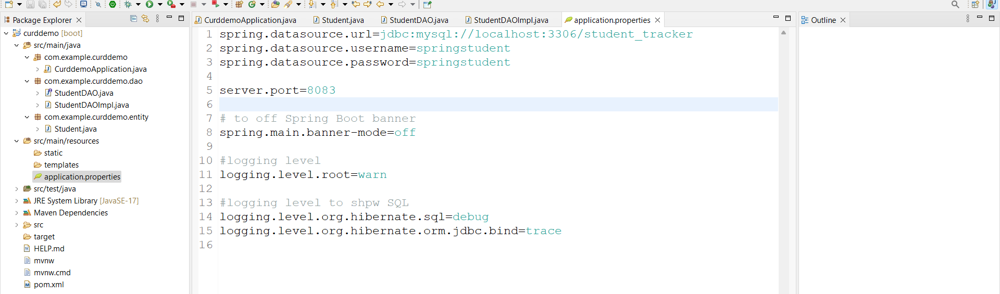 Package Explorer
curddemo [boot]
src/main/java
com.example.curddemo
CurddemoApplication.java
com.example.curddemo.dao
StudentDAO.java
StudentDAOImpl.java
com.example.curddemo.entity
Student.java
src/main/resources
static
templates
application.properties
src/test/java
JRE System Library [JavaSE-17]
Maven Dependencies
src
target
HELP.md
mvnw
mvnw.cmd
pom.xml
CurddemoApplication.java Student.java StudentDAO.java StudentDAOImpl.java application.properties
1 spring.datasource.url=jdbc:mysql://localhost:3306/student_tracker
2 spring.datasource.username=springstudent
3 spring.datasource.password=springstudent
4
5 server.port=8083
6
7 # to off Spring Boot banner
8 spring.main.banner-mode=off
9
10 #logging level
11 logging.level.root=warn
12
13 #logging level to shpw SQL
14 logging.level.org.hibernate.sql=debug
15 logging.level.org.hibernate.orm.jdbc.bind=trace
16
Outline